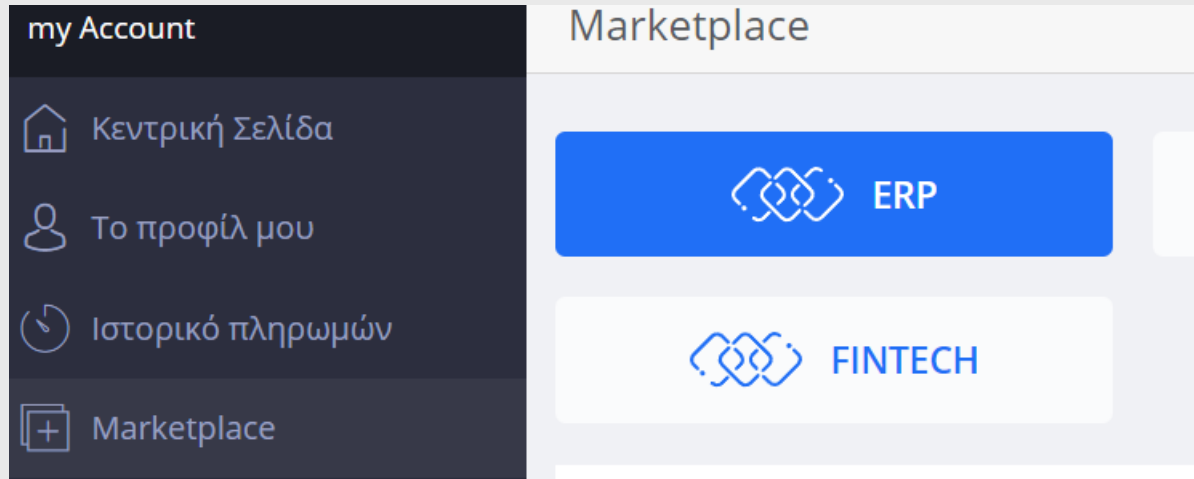 my Account
Κεντρική Σελίδα
Το προφίλ μου
Ιστορικό πληρωμών
Marketplace
Marketplace
ERP
FINTECH